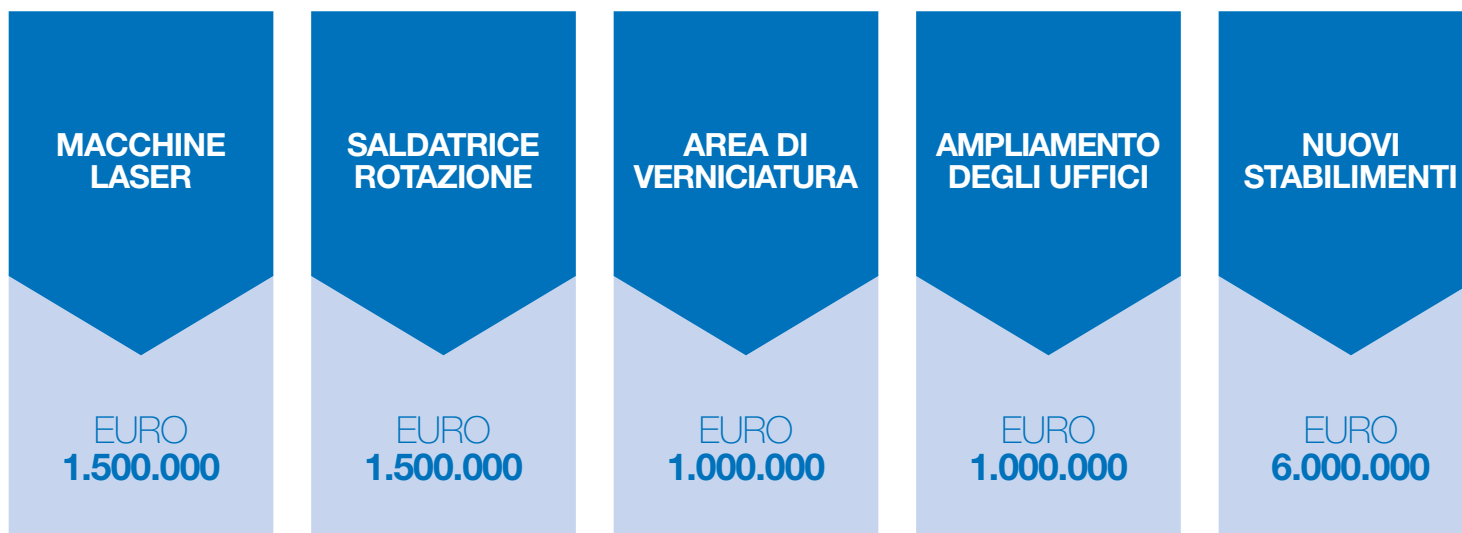 MACCHINE
LASER
EURO
1.500.000
SALDATRICE
ROTAZIONE
EURO
1.500.000
AREA DI
VERNICIATURA
EURO
1.000.000
AMPLIAMENTO
DEGLI UFFICI
EURO
1.000.000
NUOVI
STABILIMENTI
EURO
6.000.000